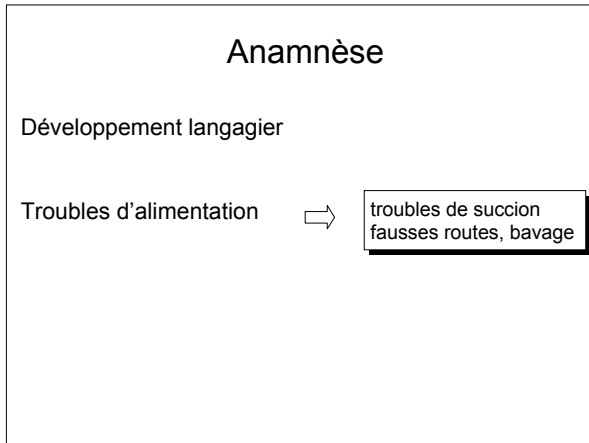 Anamnèse
Développement langagier
Troubles d'alimentation
troubles de succion
fausses routes, bavage